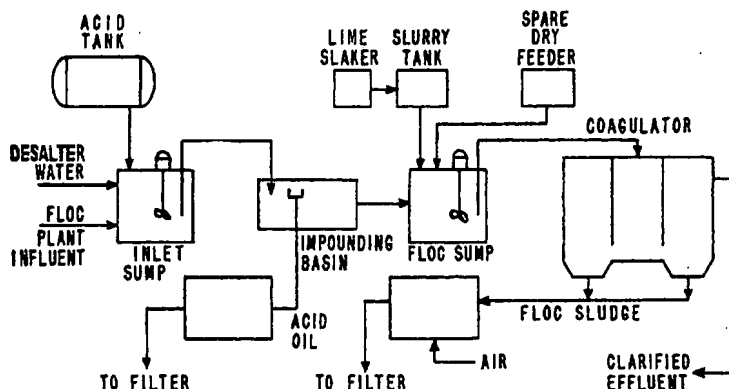 ACID
TANK
LIME
SLAKER
SLURRY
TANK
SPARE
DRY
FEEDER
COAGULATOR
DESALTER
WATER
FLOC
PLANT
INFLUENT
INLET
SUMP
IMPOUNDING
BASIN
FLOC SUMP
ACID
OIL
FLOC SLUDGE
AIR
TO FILTER
TO FILTER
CLARIFIED
EFFLUENT